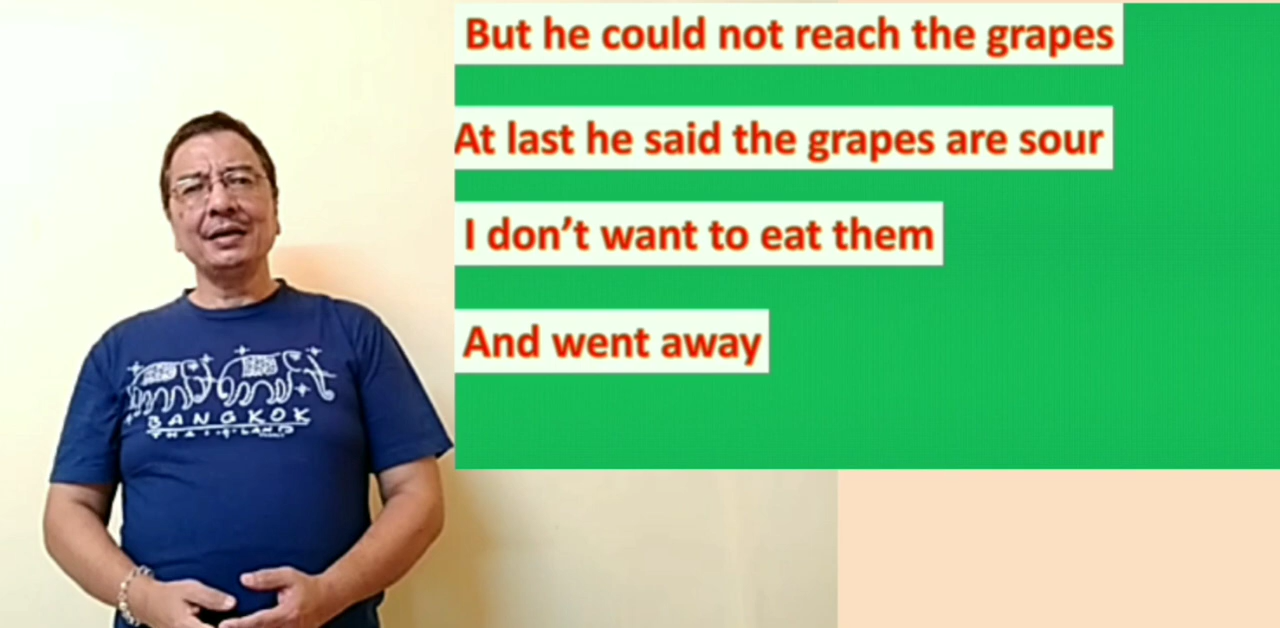 But he could not reach the grapes
At last he said the grapes are sour
I don’t want to eat them
And went away
BANGKOK
THAILAND